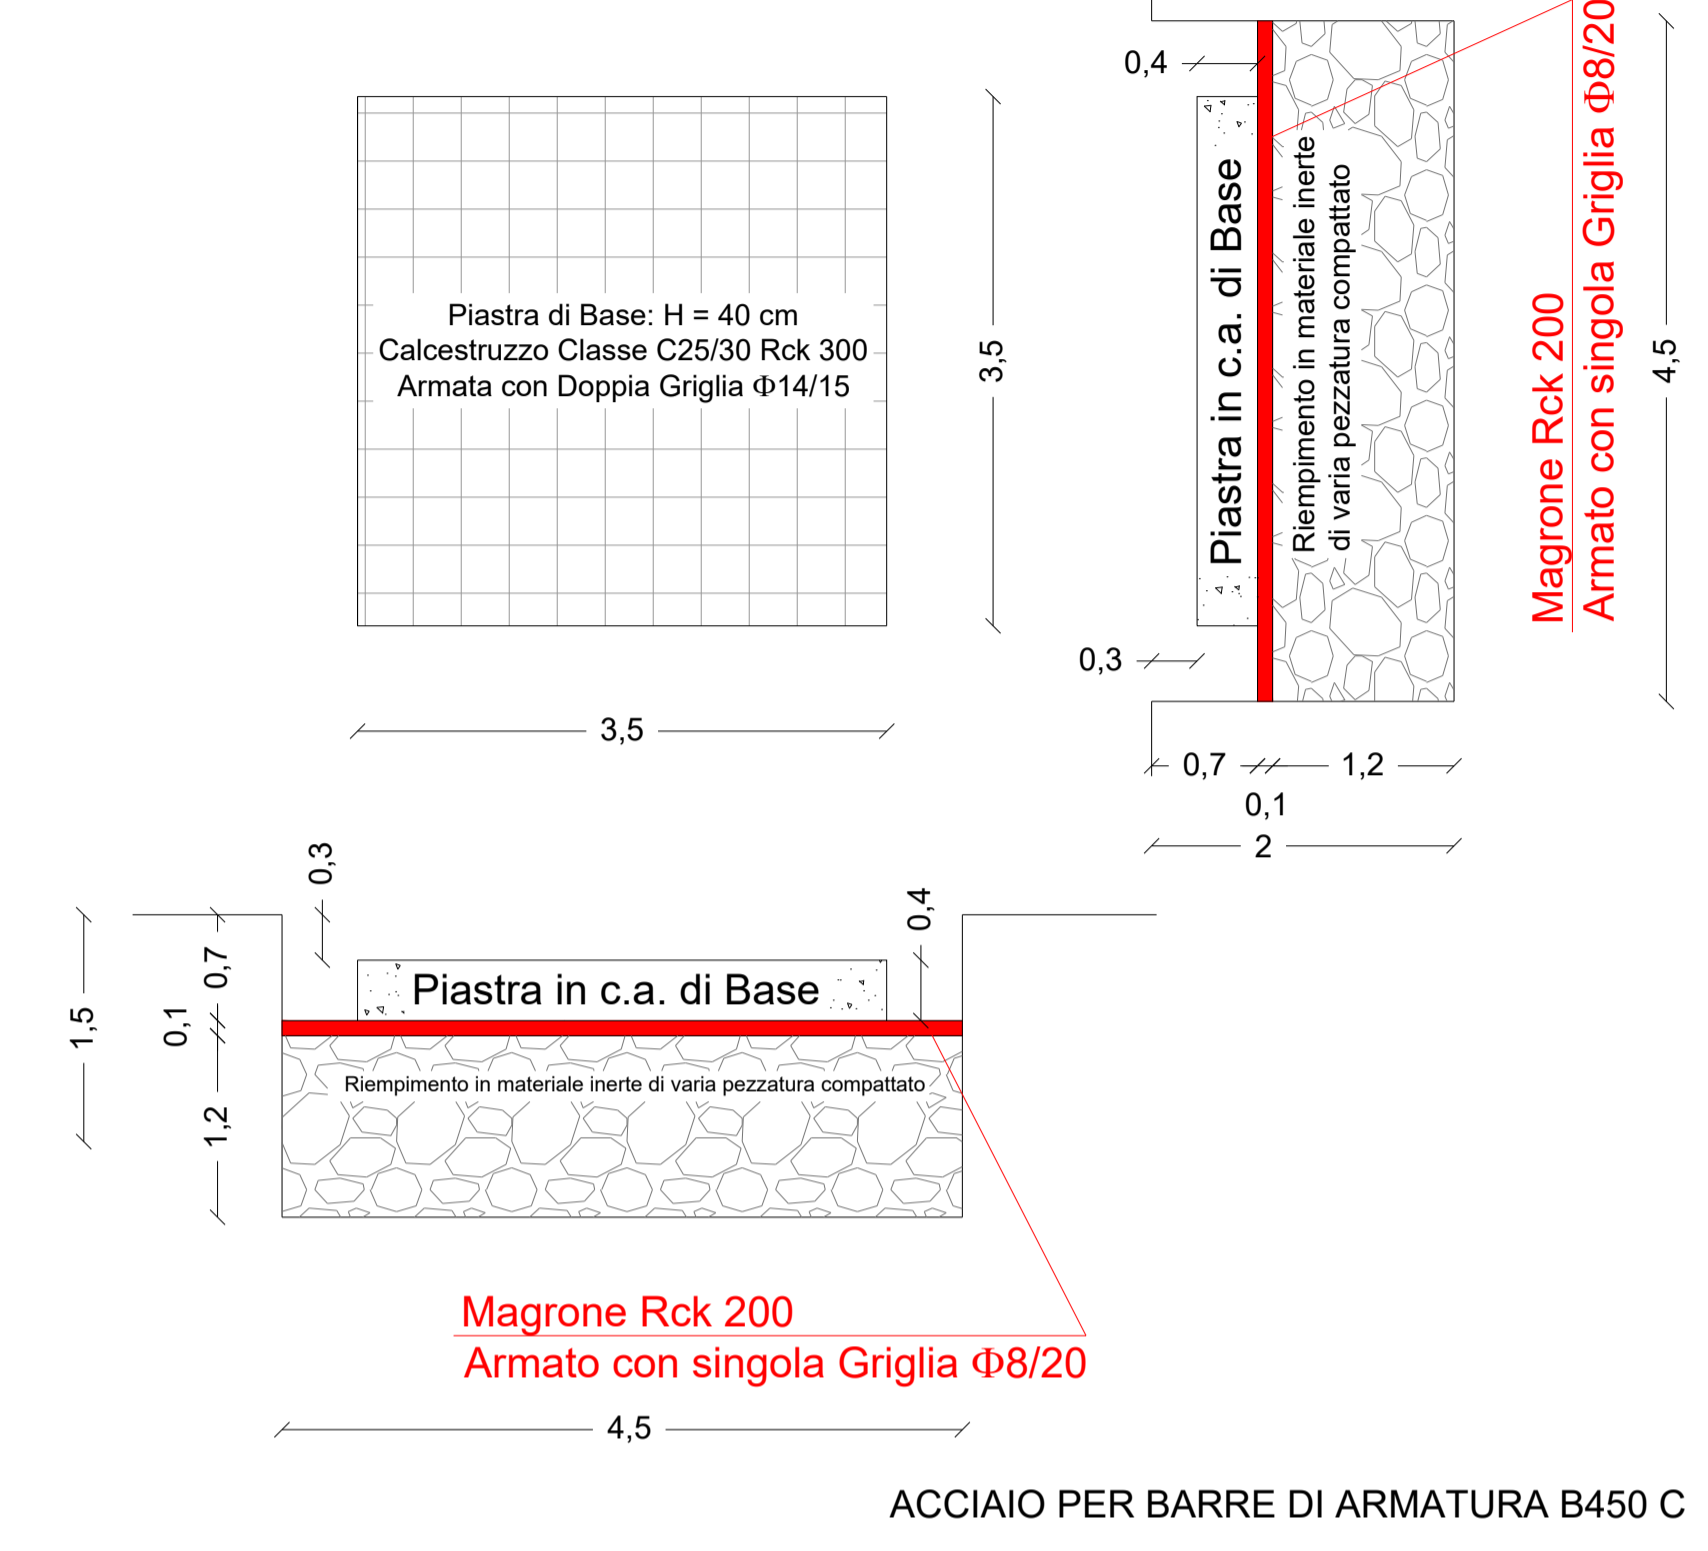 0,4
Piastra di Base: H = 40 cm
Calcestruzzo Classe C25/30 Rck 300
Armata con Doppia Griglia Φ14/15
3,5
3,5
Piastra in c.a. di Base
Riempimento in materiale inerte
di varia pezzatura compattato
Magrone Rck 200
Armato con singola Griglia Φ8/20
4,5
0,3
0,7
1,2
0,1
2
0,3
0,4
1,5
0,1
0,7
1,2
Piastra in c.a. di Base
Riempimento in materiale inerte di varia pezzatura compattato
Magrone Rck 200
Armato con singola Griglia Φ8/20
4,5
ACCIAIO PER BARRE DI ARMATURA B450 C